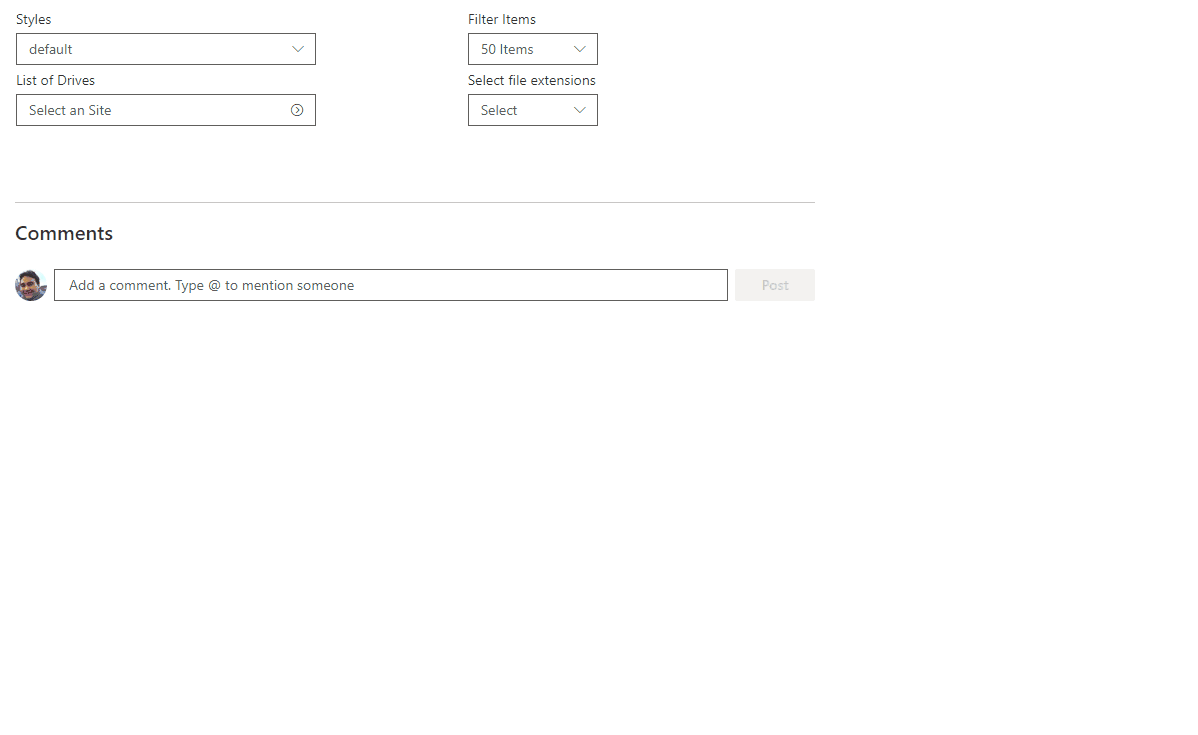 Styles
Filter Items
default
50 Items
List of Drives
Select file extensions
Select an Site
Select
Comments
Add a comment. Type @ to mention someone
Post